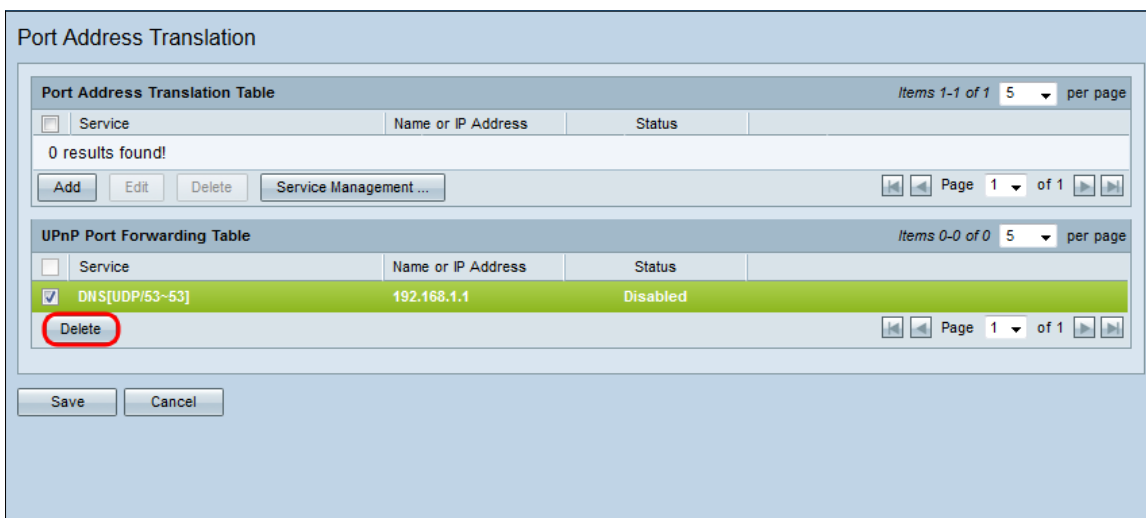 Port Address Translation
Port Address Translation Table Items 1-1 of 1 5 per page
Service Name or IP Address Status
0 results found!
Add Edit Delete Service Management ... Page 1 of 1
UPnP Port Forwarding Table Items 0-0 of 0 5 per page
Service Name or IP Address Status
DNS[UDP/53~53] 192.168.1.1 Disabled
Delete Page 1 of 1
Save Cancel